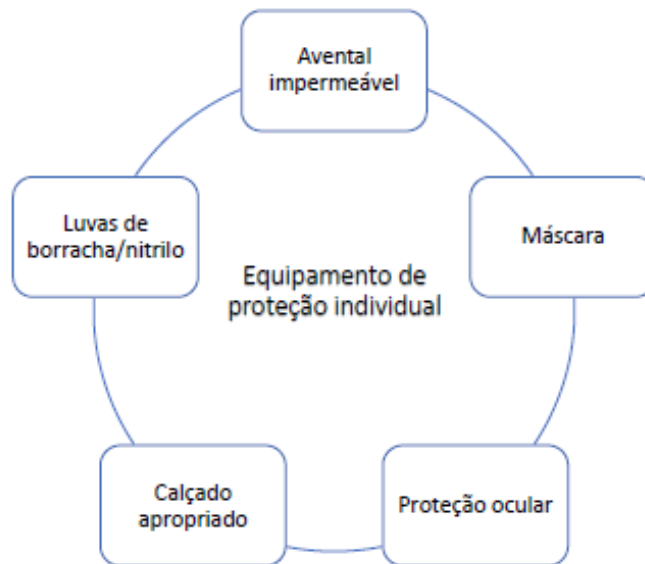 Avental
impermeável
Luvas de
borracha/nitrilo
Máscara
Equipamento de
proteção individual
Calçado
apropriado
Proteção ocular